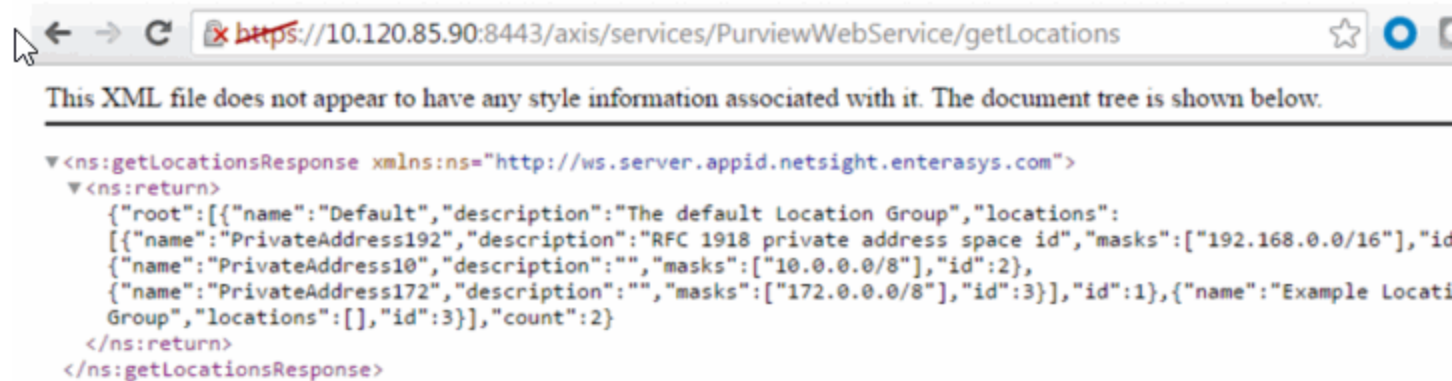 https://10.120.85.90:8443/axis/services/PurviewWebService/getLocations
This XML file does not appear to have any style information associated with it. The document tree is shown below.
▼<ns:getLocationsResponse xmlns:ns="http://ws.server.appid.netsight.enterasys.com">
▼<ns:return>
{"root":[{"name":"Default","description":"The default Location Group","locations":
[{"name":"PrivateAddress192","description":"RFC 1918 private address space id","masks":["192.168.0.0/16"],"id
{"name":"PrivateAddress10","description":"","masks":["10.0.0.0/8"],"id":2},
{"name":"PrivateAddress172","description":"","masks":["172.0.0.0/8"],"id":3}],"id":1},{"name":"Example Locati
Group","locations":[],"id":3}],"count":2}
</ns:return>
</ns:getLocationsResponse>